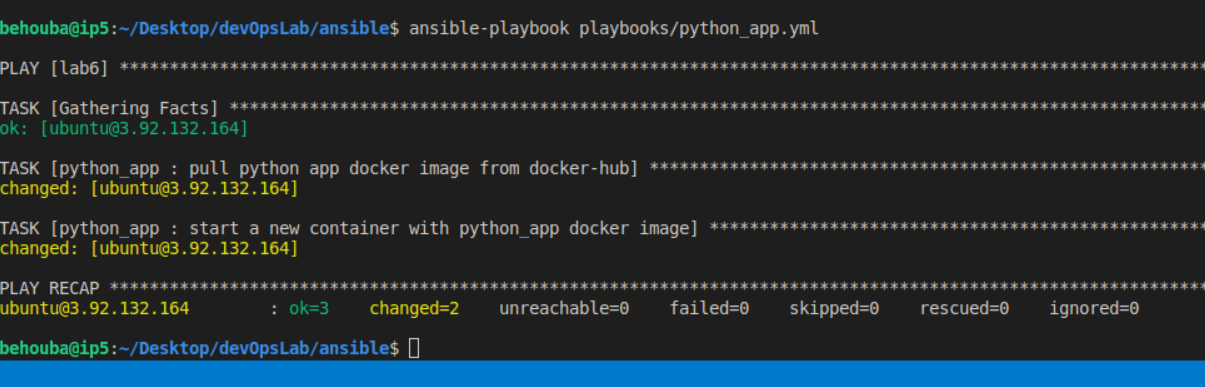 behouba@ip5:~/Desktop/devOpsLab/ansible$ ansible-playbook playbooks/python_app.yml
PLAY [lab6] *************************************************************************************************************
TASK [Gathering Facts] **************************************************************************************************
ok: [ubuntu@3.92.132.164]
TASK [python_app : pull python app docker image from docker-hub] ********************************************************
changed: [ubuntu@3.92.132.164]
TASK [python_app : start a new container with python_app docker image] **************************************************
changed: [ubuntu@3.92.132.164]
PLAY RECAP **************************************************************************************************************
ubuntu@3.92.132.164        : ok=3    changed=2    unreachable=0    failed=0    skipped=0    rescued=0    ignored=0
behouba@ip5:~/Desktop/devOpsLab/ansible$